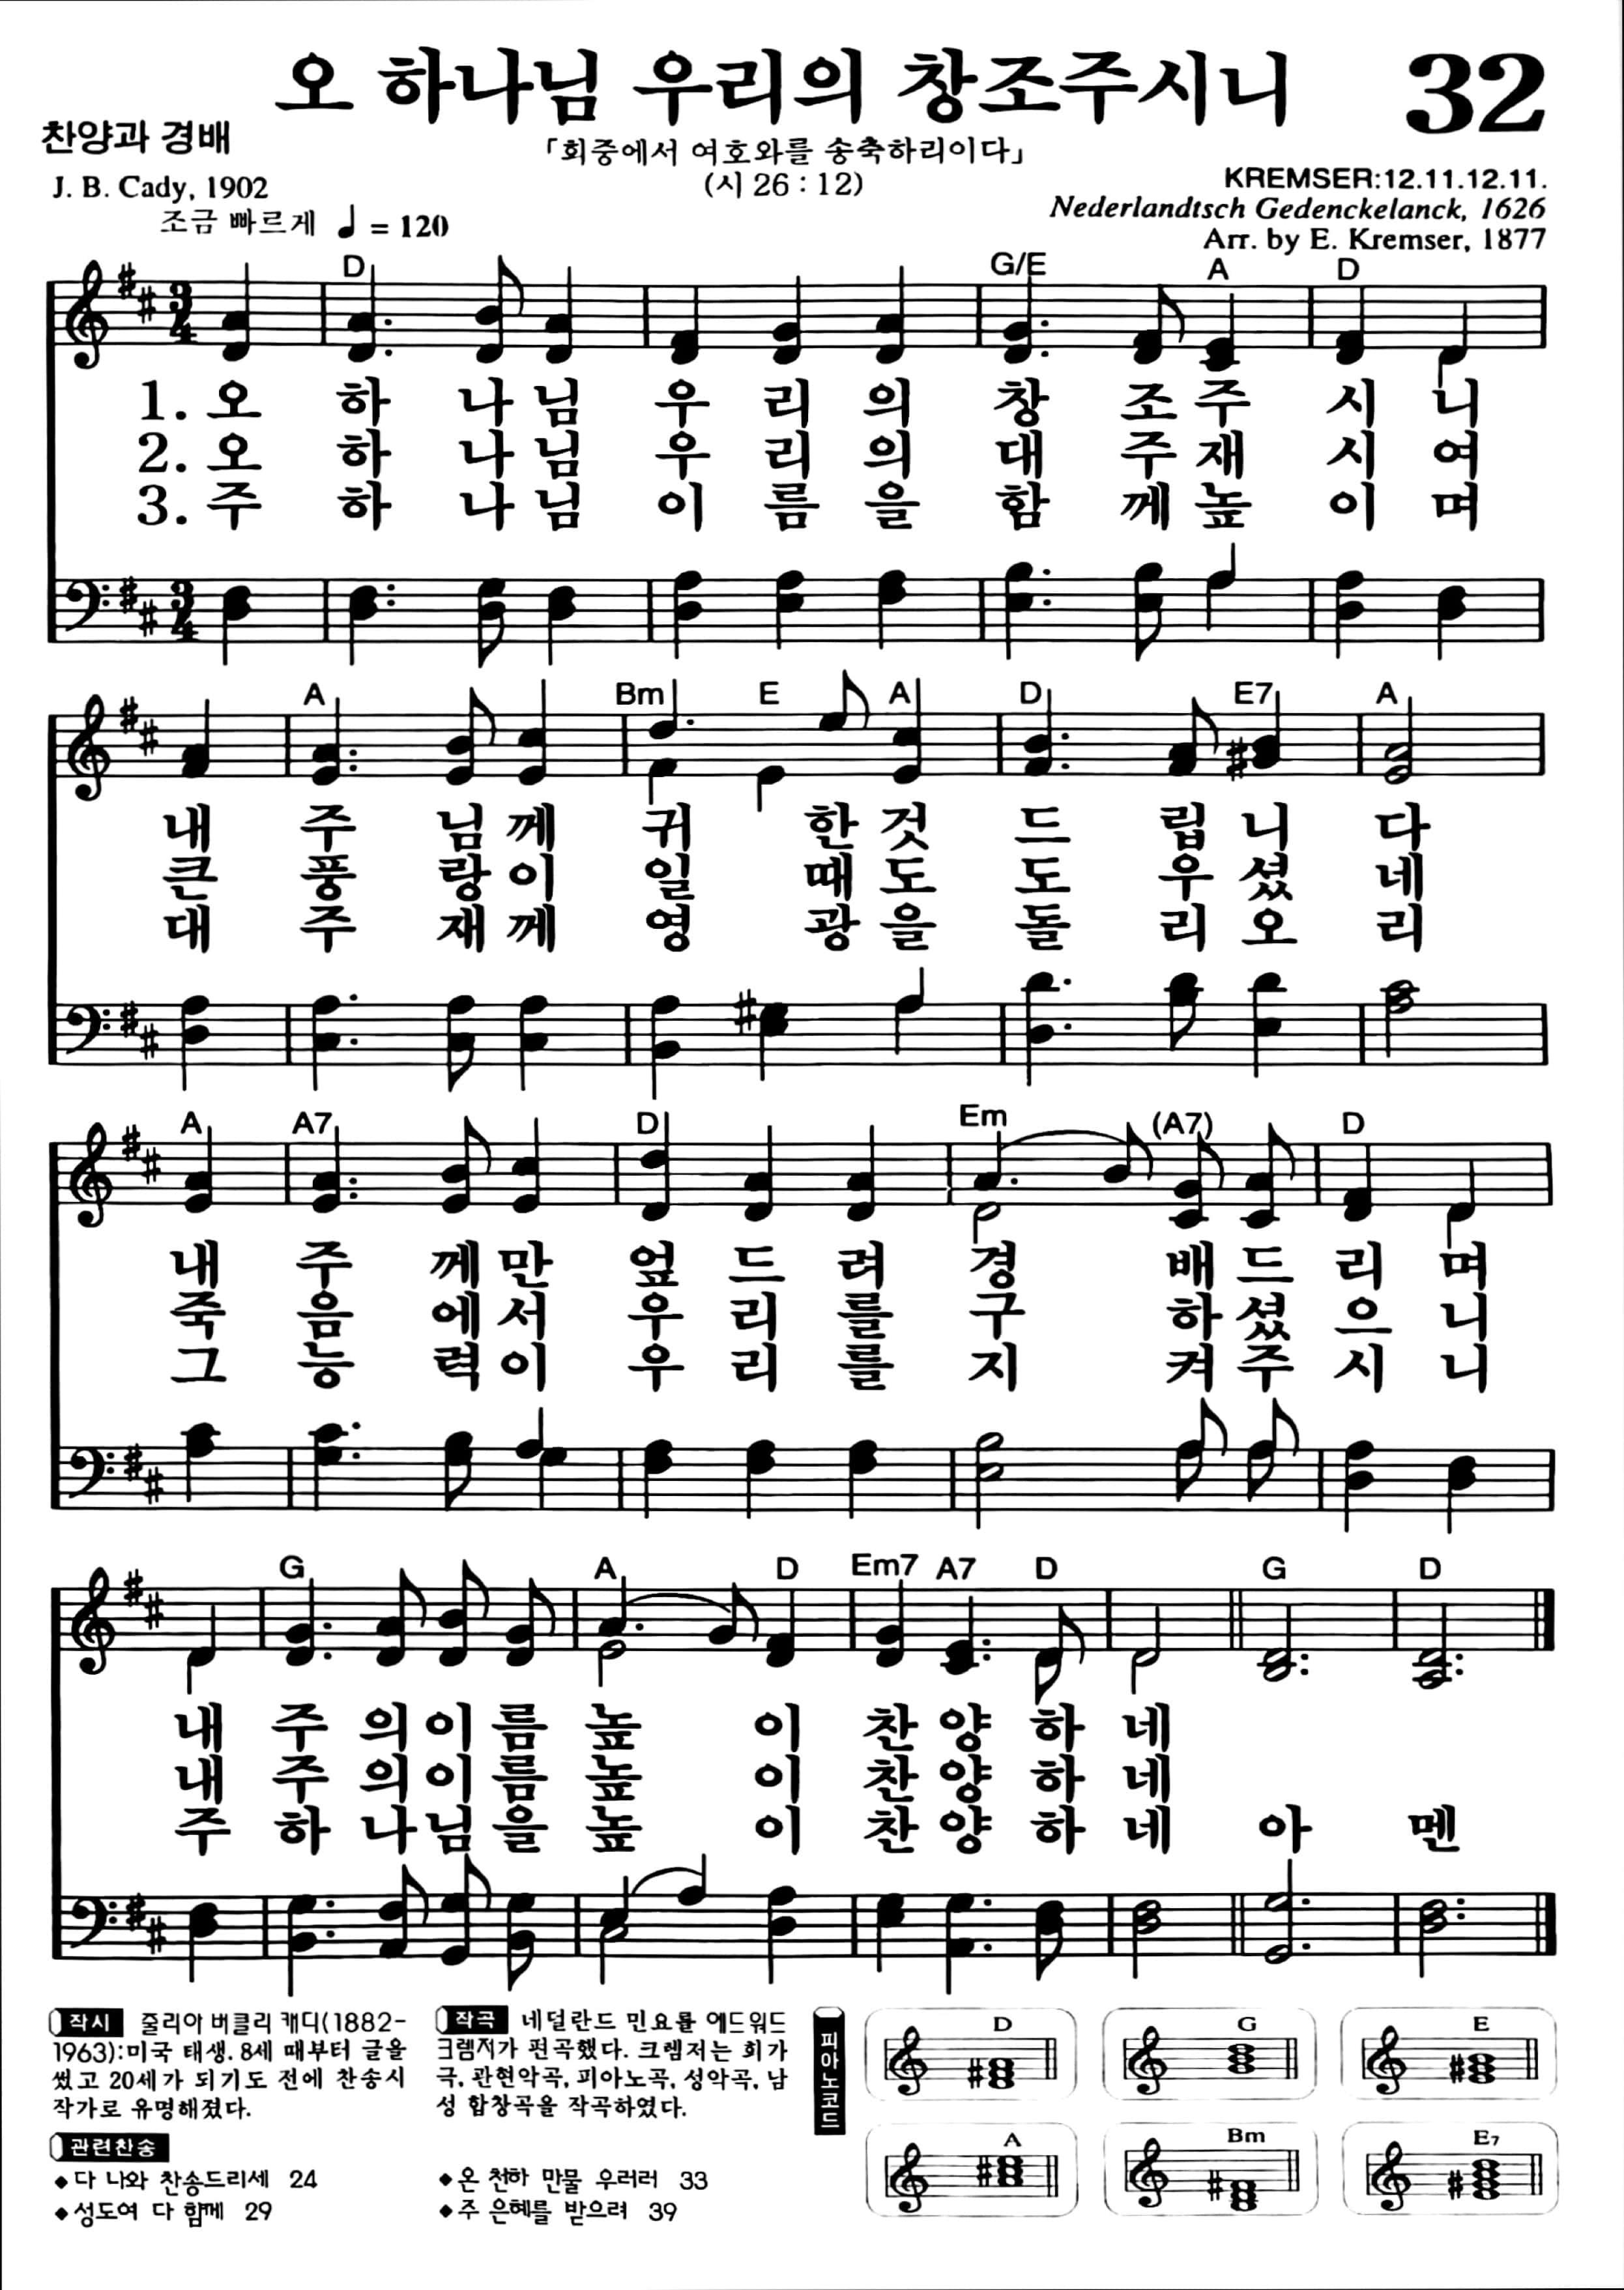 오 하나님 우리의 창조주시니 32
찬양과 경배
「회중에서 여호와를 송축하리이다」
(시 26 : 12)
J. B. Cady, 1902
조금 빠르게 ♩ = 120
KREMSER:12.11.12.11.
Nederlandtsch Gedenckelanck, 1626
Arr. by E. Kremser, 1877
D G/E A D
3/4
1. 오 하 나 님 우 리 의 창 조 주 시 니
2. 오 하 나 님 우 리 의 대 주 재 시 여
3. 주 하 나 님 이 름 을 함 께 높 이 며
3/4
A Bm E A D E7 A
내 주 님 께 귀 한 것 드 립 니 다
큰 풍 랑 이 일 때 도 도 우 셨 네
대 주 재 께 영 광 을 돌 리 오 리
A A7 D Em (A7) D
내 주 께 만 엎 드 려 경 배 드 리 며
죽 음 에 서 우 리 를 구 하 셨 으 니
그 능 력 이 우 리 를 지 켜 주 시 니
G A D Em7 A7 D G D
내 주 의 이 름 높 이 찬 양 하 네
내 주 의 이 름 높 이 찬 양 하 네
주 하 나 님 을 높 이 찬 양 하 네 아 멘
작시 줄리아 버클리 캐디(1882-
1963):미국 태생. 8세 때부터 글을
썼고 20세가 되기도 전에 찬송시
작가로 유명해졌다.
작곡 네덜란드 민요를 에드워드
크렘저가 편곡했다. 크렘저는 희가
극, 관현악곡, 피아노곡, 성악곡, 남
성 합창곡을 작곡하였다.
관련찬송
◆다 나와 찬송드리세 24
◆성도여 다 함께 29
◆온 천하 만물 우러러 33
◆주 은혜를 받으려 39
피아노코드
D G E
A Bm E7